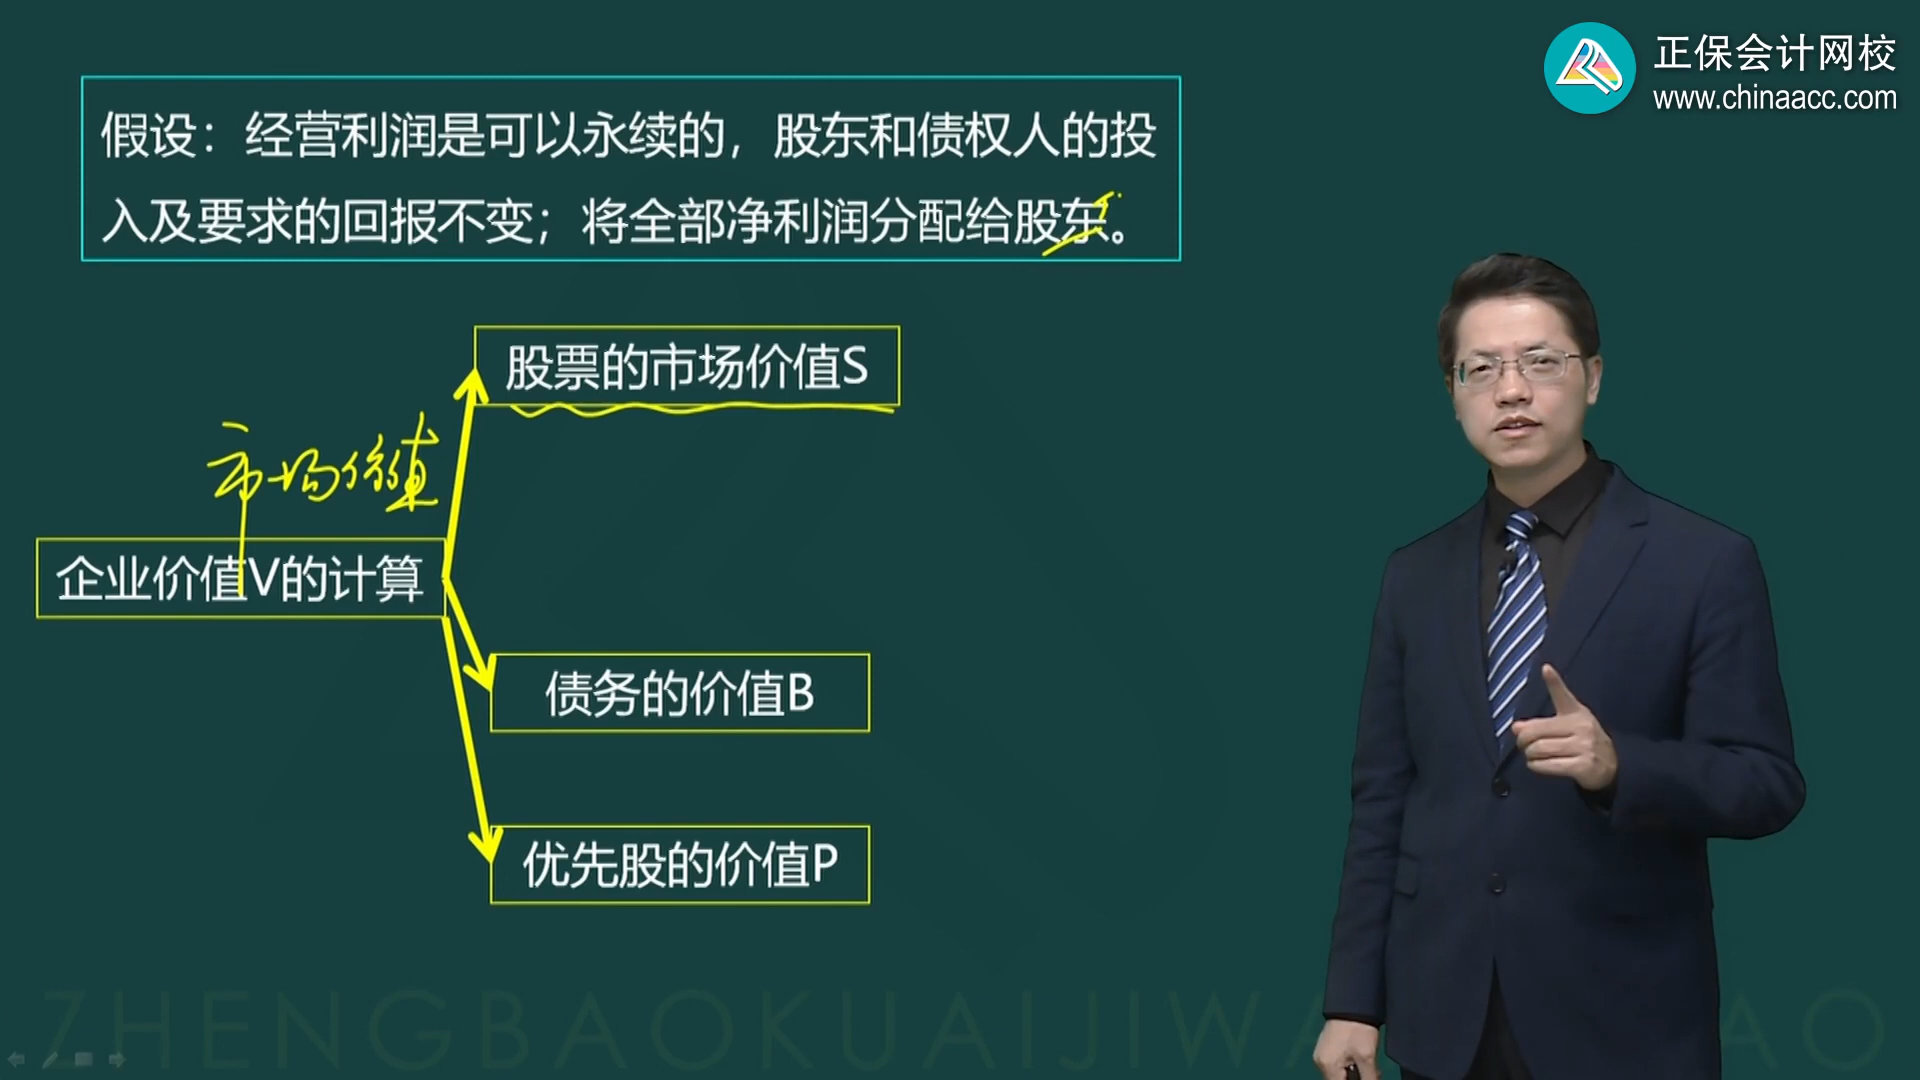 正保会计网校
www.chinaacc.com
假设：经营利润是可以永续的，股东和债权人的投
入及要求的回报不变；将全部净利润分配给股东。
股票的市场价值S
市场价值
企业价值V的计算
债务的价值B
优先股的价值P
ZHENGBAOKUAIJIWA AO